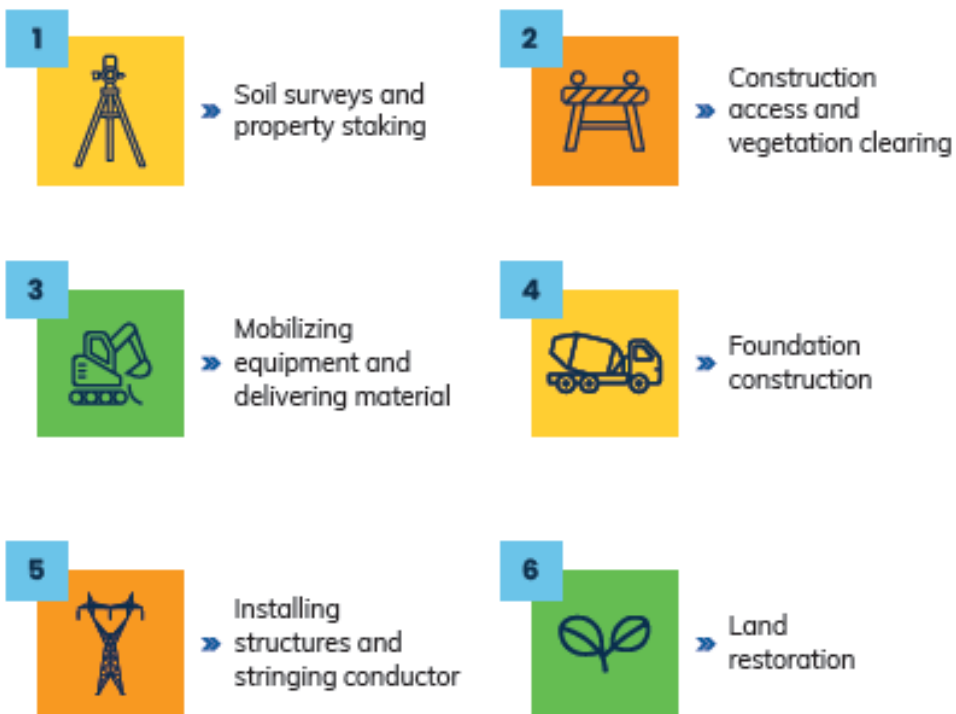 1
Soil surveys and
property staking
2
Construction
access and
vegetation clearing
3
Mobilizing
equipment and
delivering material
4
Foundation
construction
5
Installing
structures and
stringing conductor
6
Land
restoration